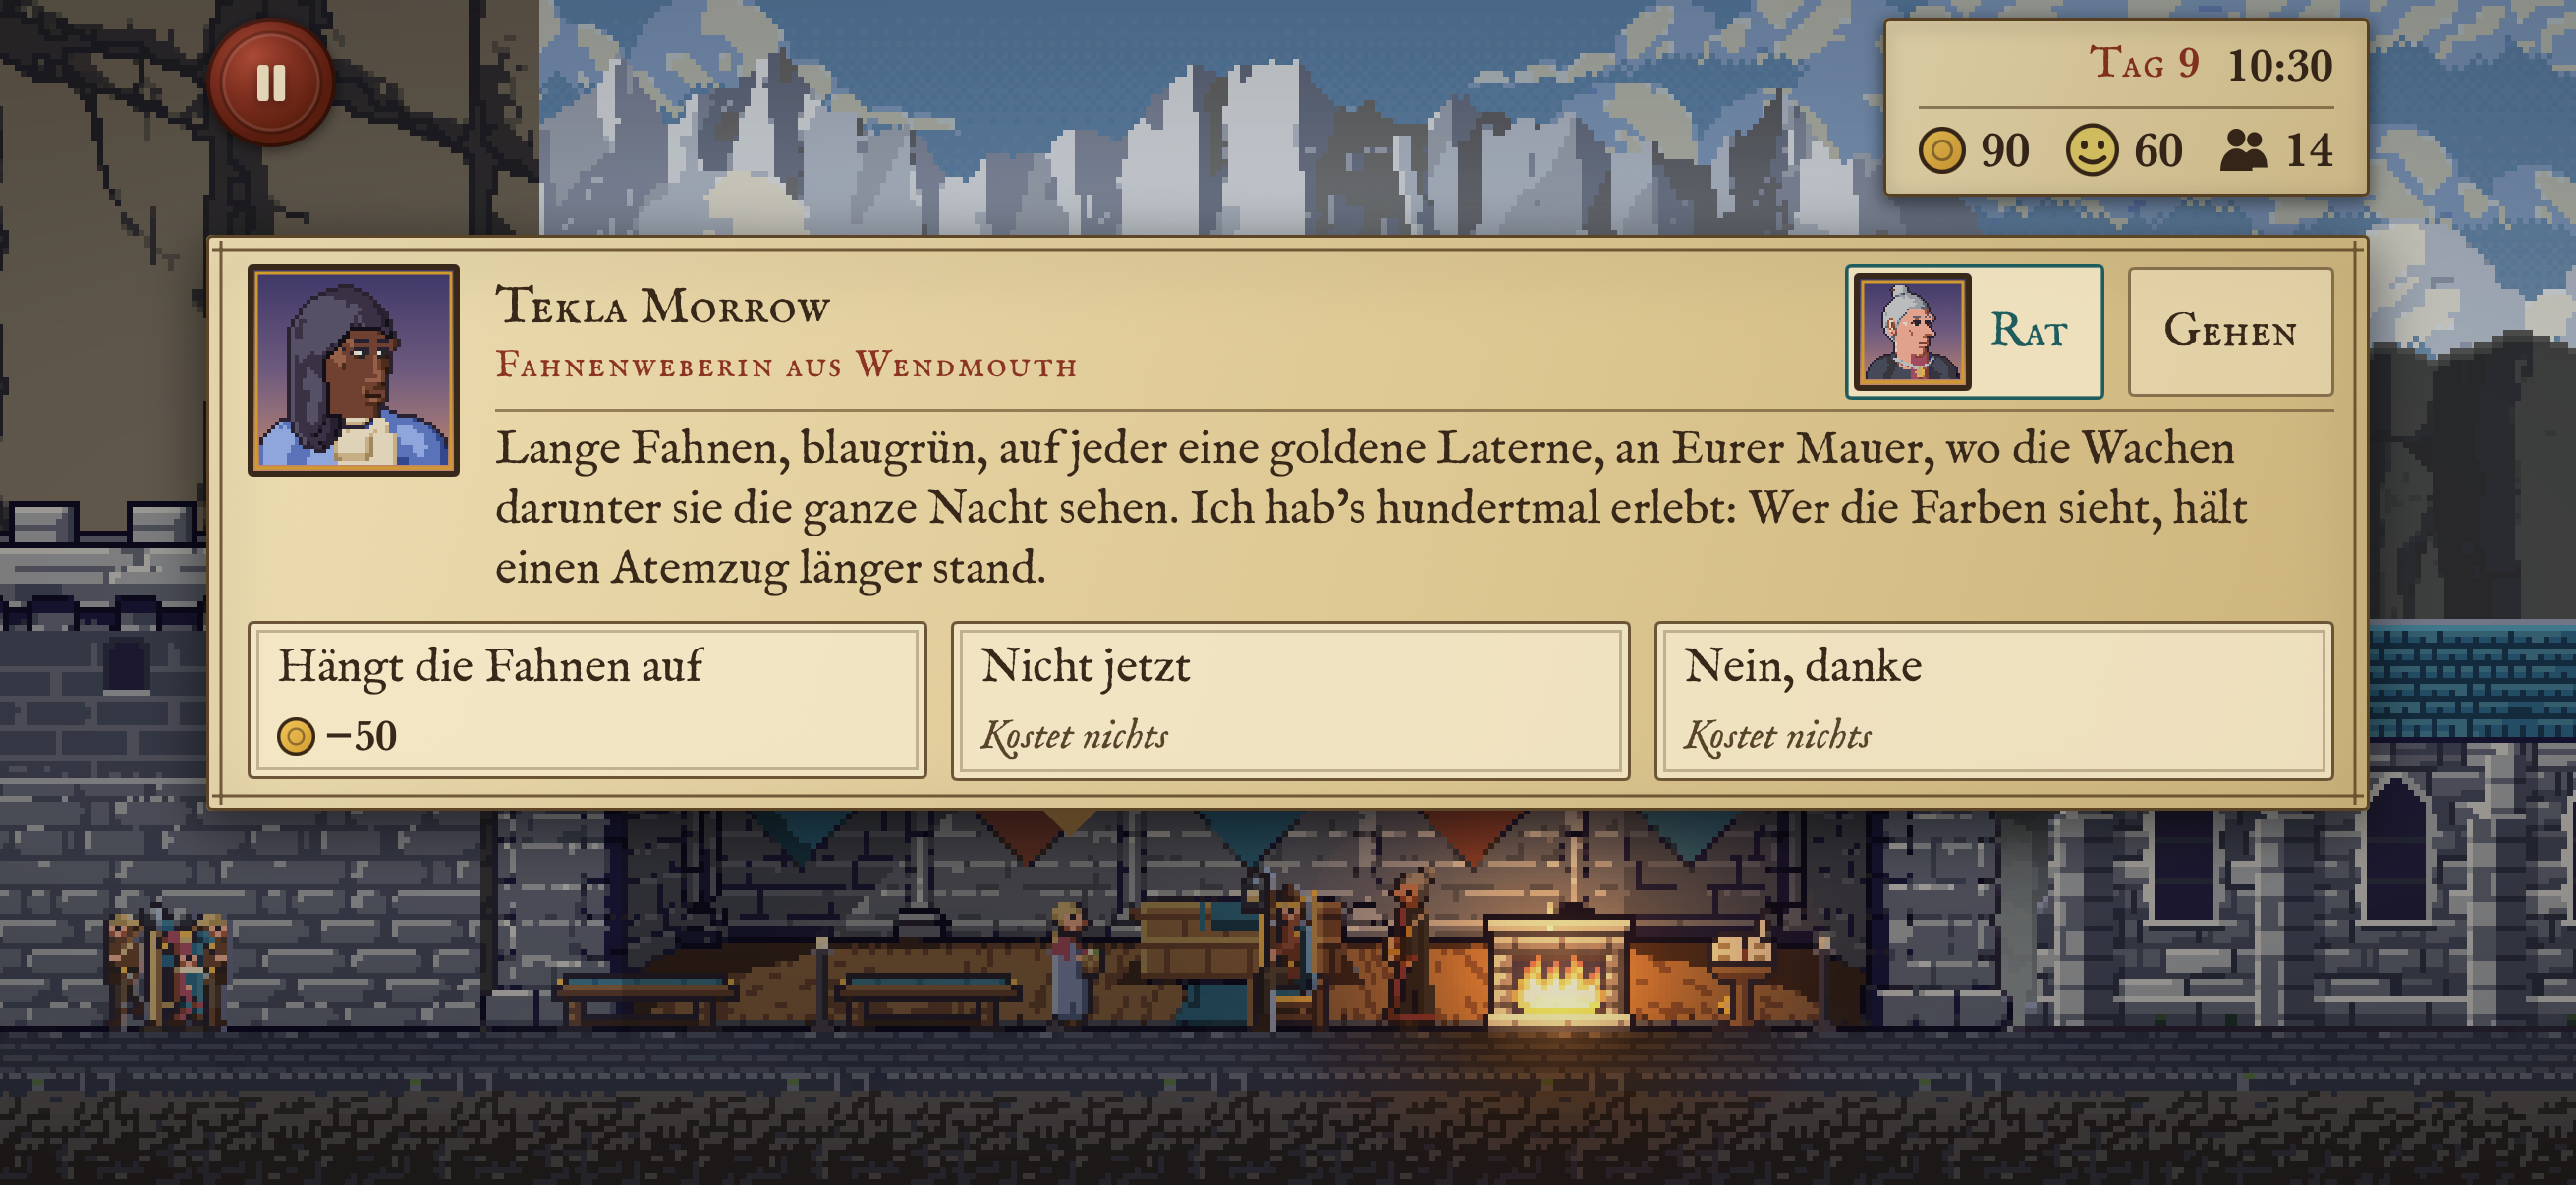 Tag 9 10:30
90 60 14
Tekla Morrow
Fahnenweberin aus Wendmouth
Rat
Gehen
Lange Fahnen, blaugrün, auf jeder eine goldene Laterne, an Eurer Mauer, wo die Wachen
darunter sie die ganze Nacht sehen. Ich hab’s hundertmal erlebt: Wer die Farben sieht, hält
einen Atemzug länger stand.
Hängt die Fahnen auf
−50
Nicht jetzt
Kostet nichts
Nein, danke
Kostet nichts